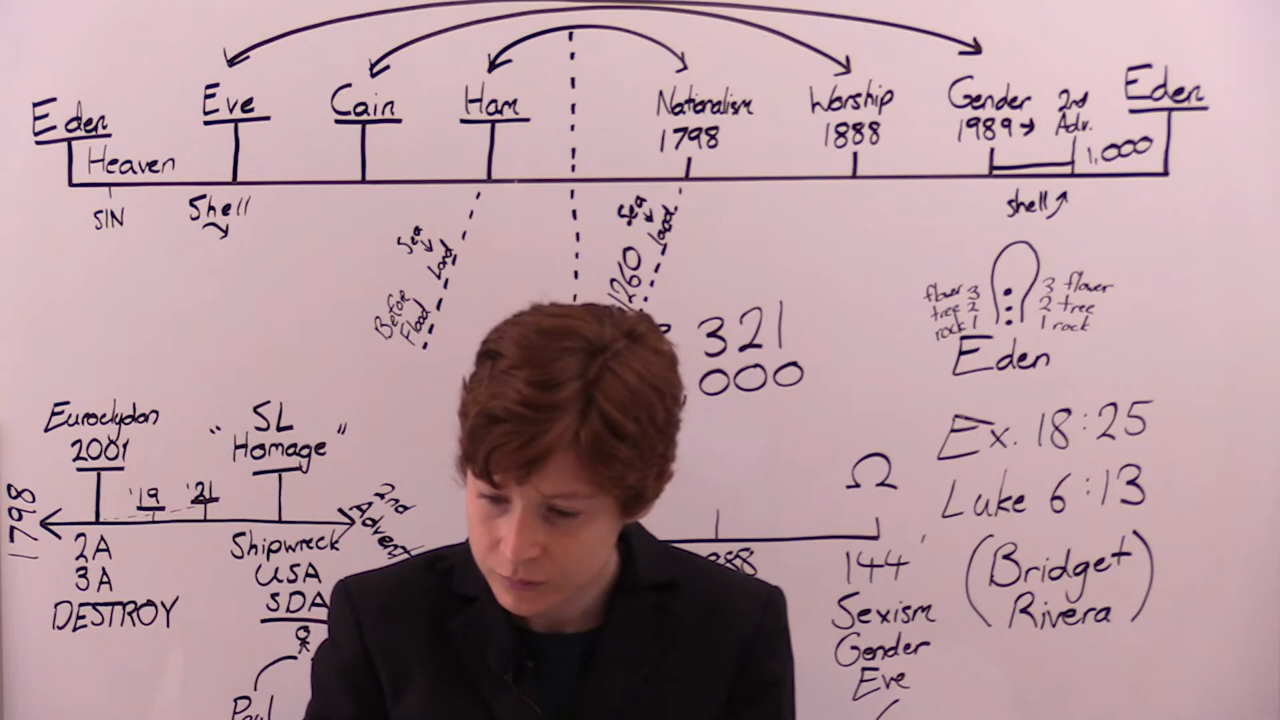 Eden
Heaven
SIN
Eve
Shell
Cain
Ham
Nationalism
1798
Worship
1888
Gender
1989
2nd
Adv.
1,000
Eden
shell
Sea
Land
Before
Flood
Sea
Land
1260
321
000
flower 3
tree 2
rock 1
3 flower
2 tree
1 rock
Eden
Euroclydon
2001
'19
'21
" SL
Homage "
1798
2nd
Advent
2A
3A
DESTROY
Shipwreck
USA
SDA
Paul
Ω
144
Sexism
Gender
Eve
Ex. 18:25
Luke 6:13
(Bridget
Rivera)